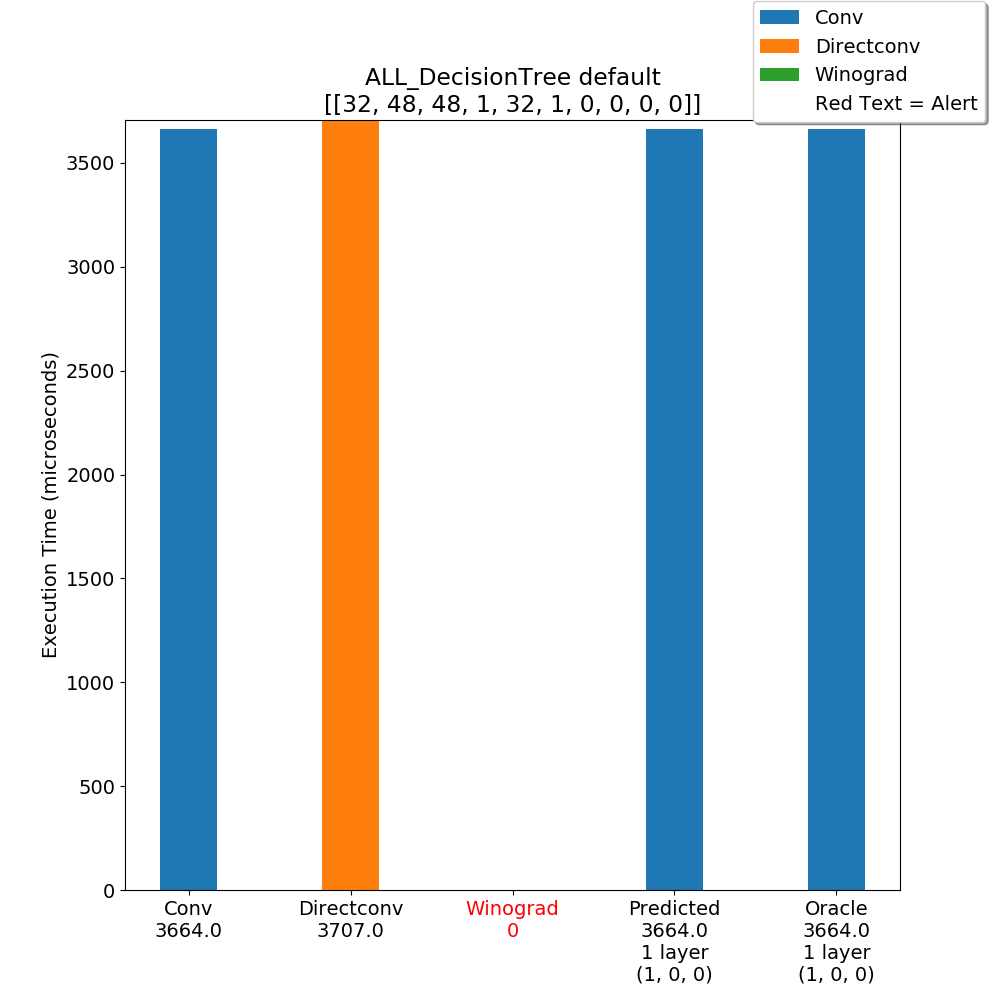 Conv
Directconv
Winograd
Red Text = Alert
ALL_DecisionTree default
[[32, 48, 48, 1, 32, 1, 0, 0, 0, 0]]
Execution Time (microseconds)
3500
3000
2500
2000
1500
1000
500
0
Conv
3664.0
Directconv
3707.0
Winograd
0
Predicted
3664.0
1 layer
(1, 0, 0)
Oracle
3664.0
1 layer
(1, 0, 0)